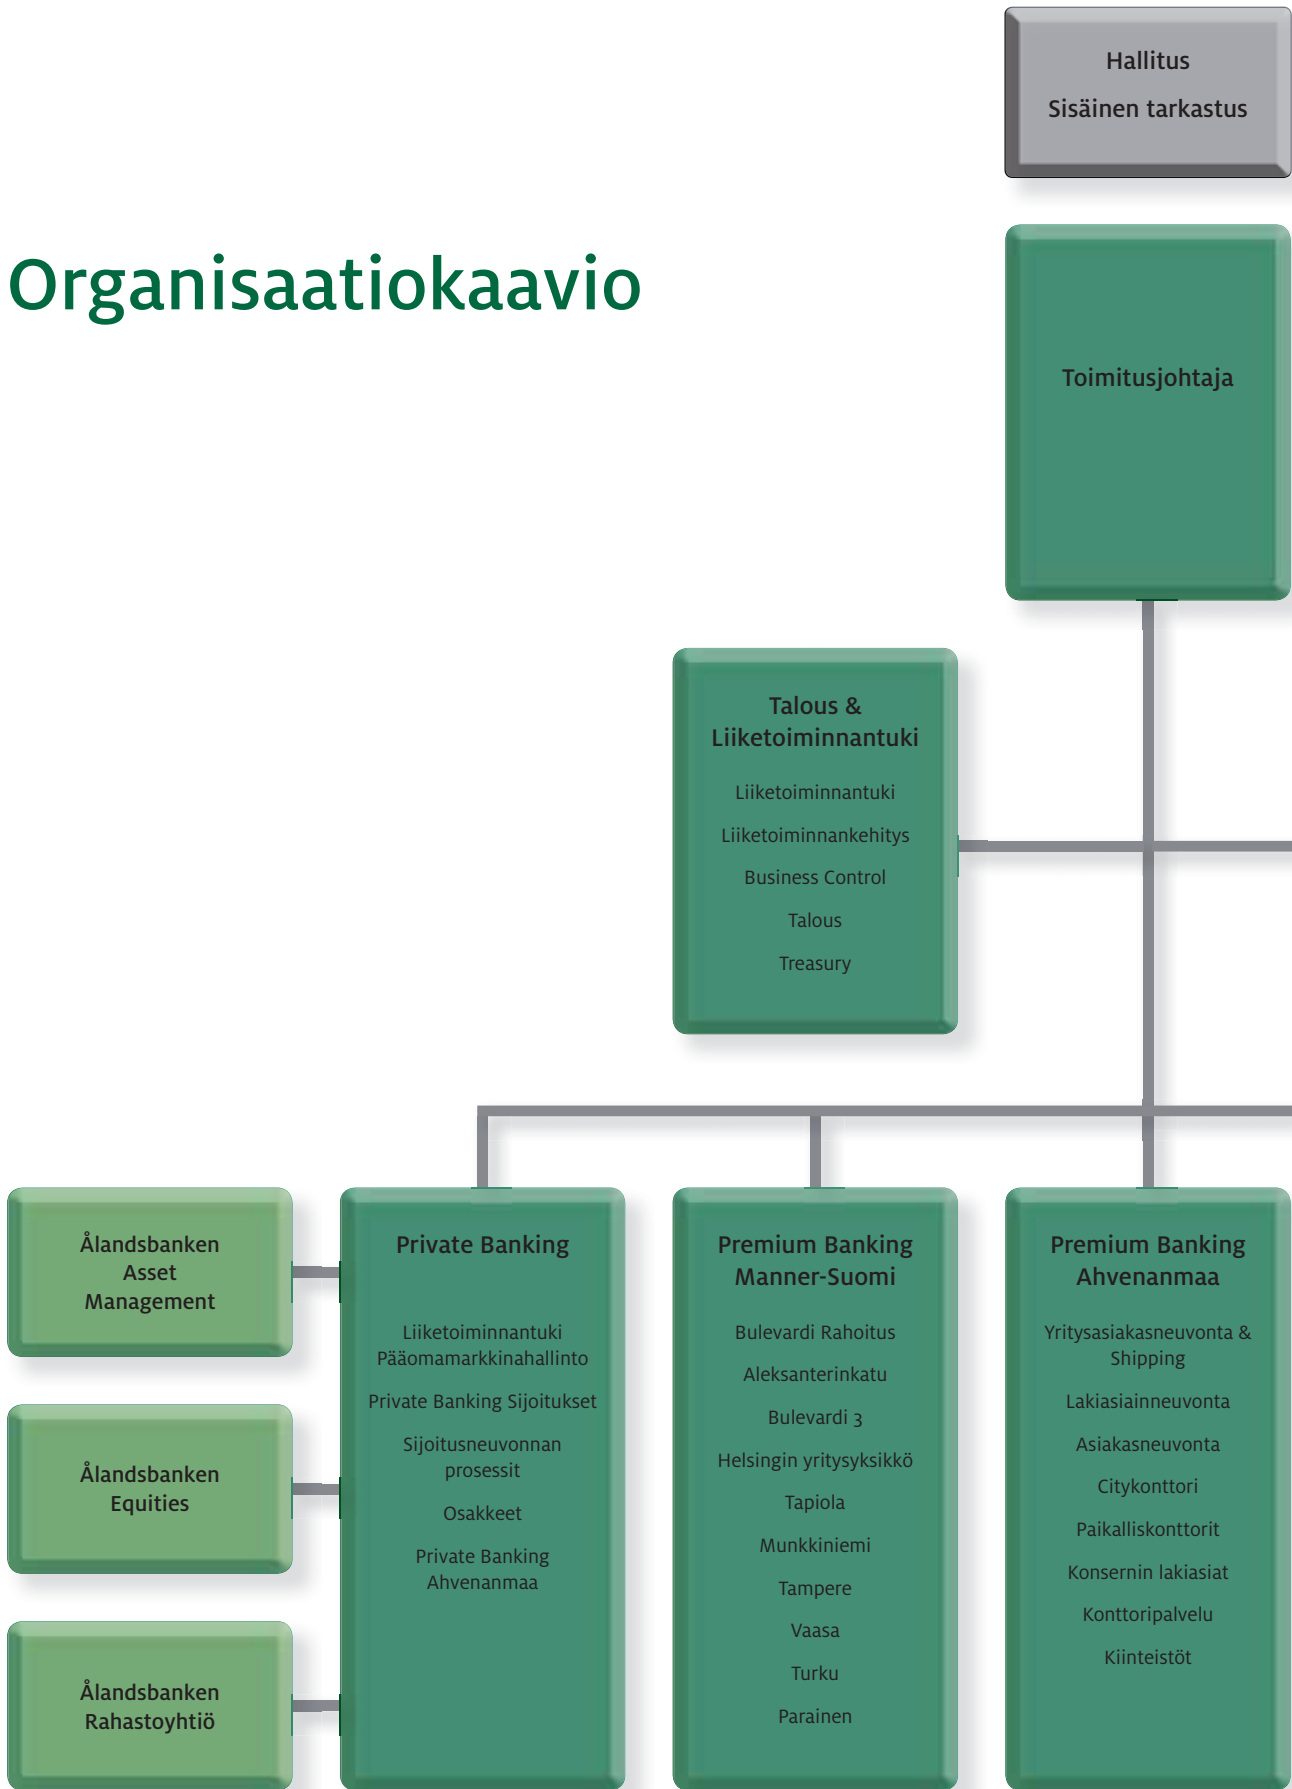 Hallitus
Sisäinen tarkastus
Organisaatiokaavio
Toimitusjohtaja
Talous &
Liiketoiminnantuki
Liiketoiminnantuki
Liiketoiminnankehitys
Business Control
Talous
Treasury
Ålandsbanken
Asset
Management
Ålandsbanken
Equities
Ålandsbanken
Rahastoyhtiö
Private Banking
Liiketoiminnantuki
Pääomamarkkinahallinto
Private Banking Sijoitukset
Sijoitusneuvonnan
prosessit
Osakkeet
Private Banking
Ahvenanmaa
Premium Banking
Manner-Suomi
Bulevardi Rahoitus
Aleksanterinkatu
Bulevardi 3
Helsingin yritysyksikkö
Tapiola
Munkkiniemi
Tampere
Vaasa
Turku
Parainen
Premium Banking
Ahvenanmaa
Yritysasiakasneuvonta &
Shipping
Lakiasiainneuvonta
Asiakasneuvonta
Citykonttori
Paikalliskonttorit
Konsernin lakiasiat
Konttoripalvelu
Kiinteistöt